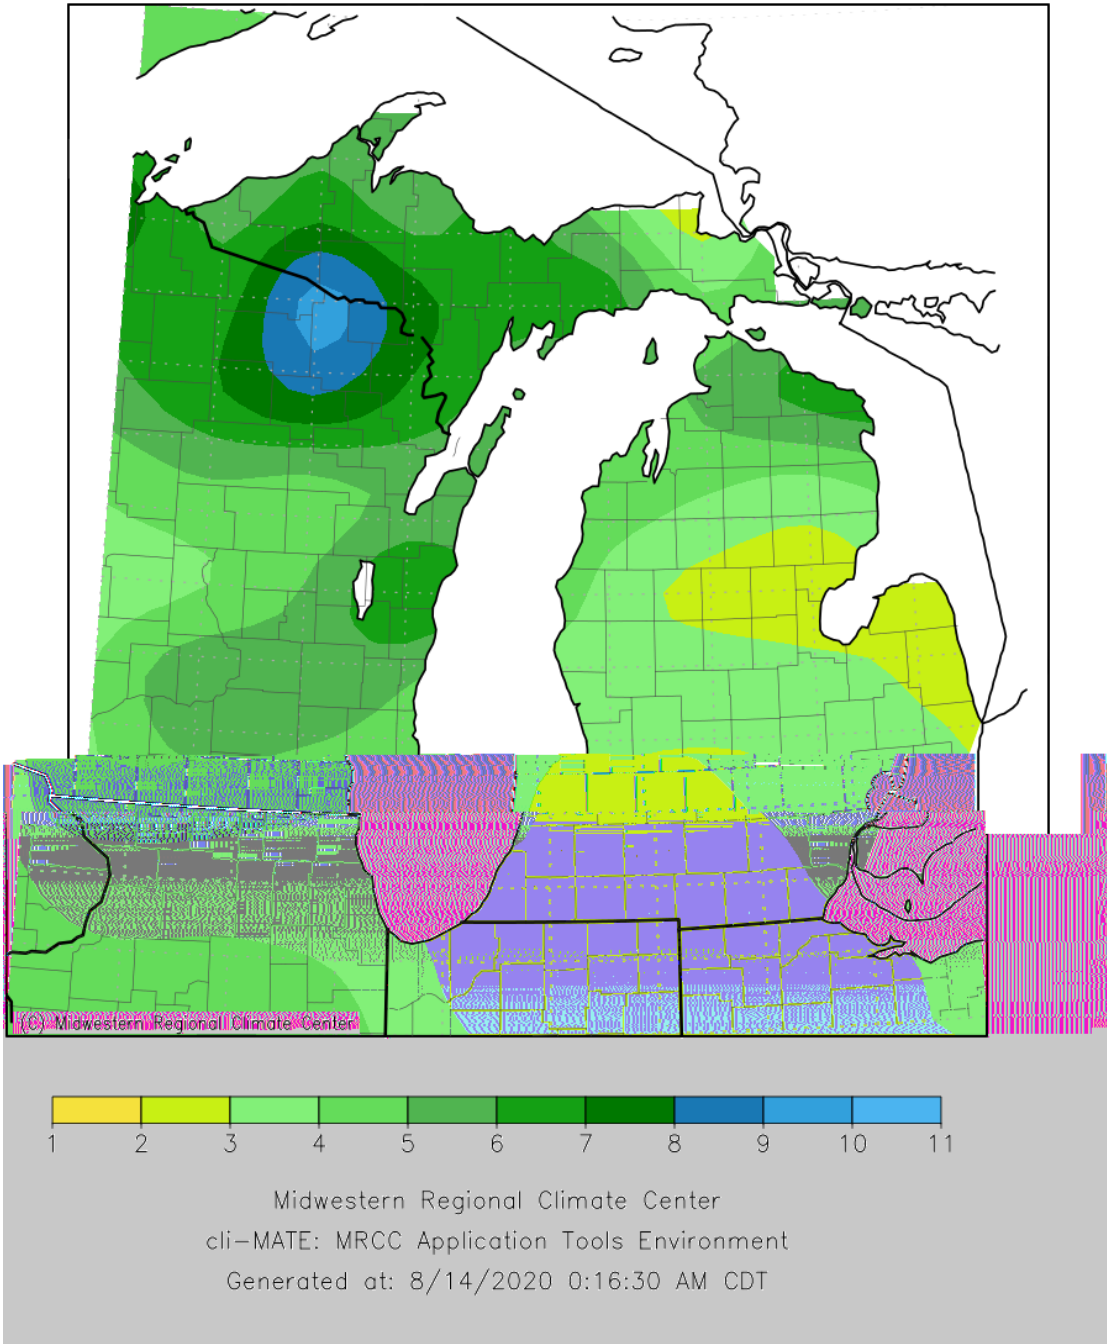 (C) Midwestern Regional Climate Center
1 2 3 4 5 6 7 8 9 10 11
Midwestern Regional Climate Center
cli-MATE: MRCC Application Tools Environment
Generated at: 8/14/2020 0:16:30 AM CDT